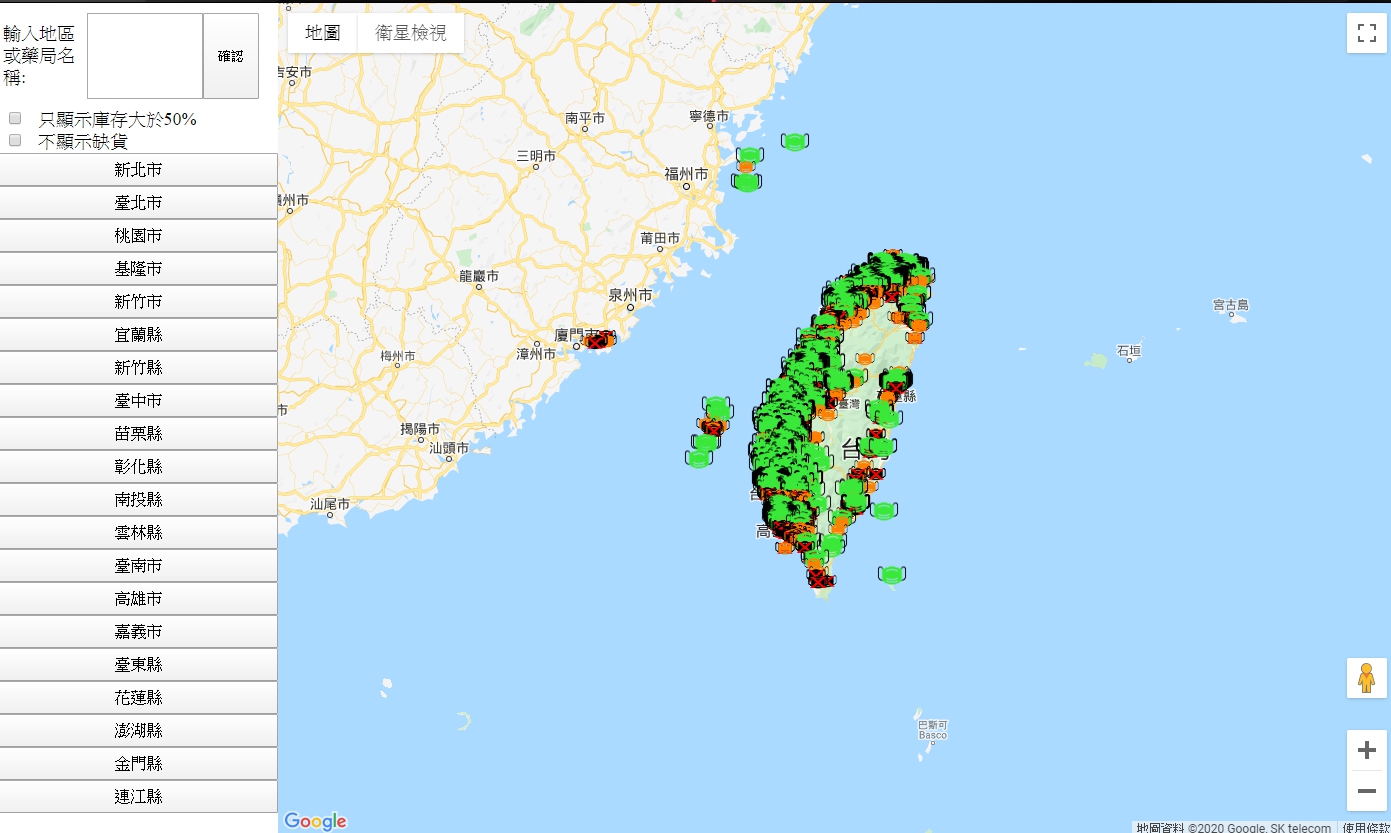 輸入地區
或藥局名
稱:
確認
只顯示庫存大於50%
不顯示缺貨
新北市
臺北市
桃園市
基隆市
新竹市
宜蘭縣
新竹縣
臺中市
苗栗縣
彰化縣
南投縣
雲林縣
臺南市
高雄市
嘉義市
臺東縣
花蓮縣
澎湖縣
金門縣
連江縣
地圖
衛星檢視
吉安市
南平市
寧德市
三明市
福州市
莆田市
龍巖市
泉州市
廈門市
漳州市
梅州市
揭陽市
汕頭市
汕尾市
宮古島
石垣
臺灣
巴斯可
Basco
Google
地圖資料 ©2020 Google, SK telecom
使用條款